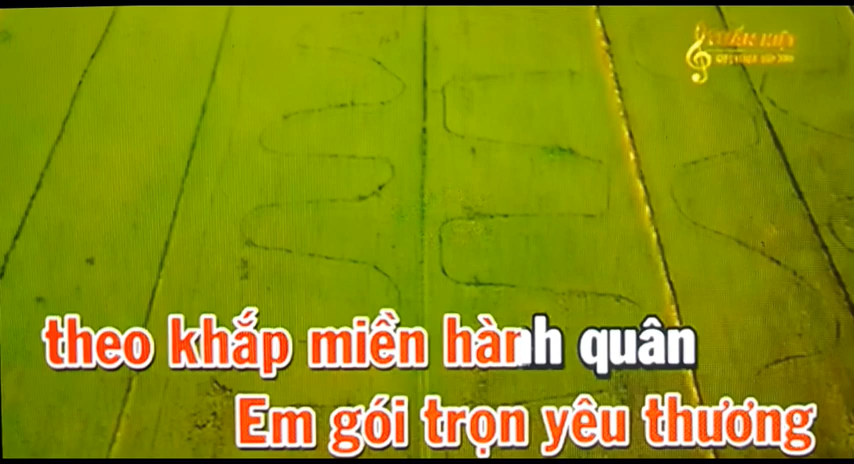 theo khắp miền hành quân
Em gói trọn yêu thương